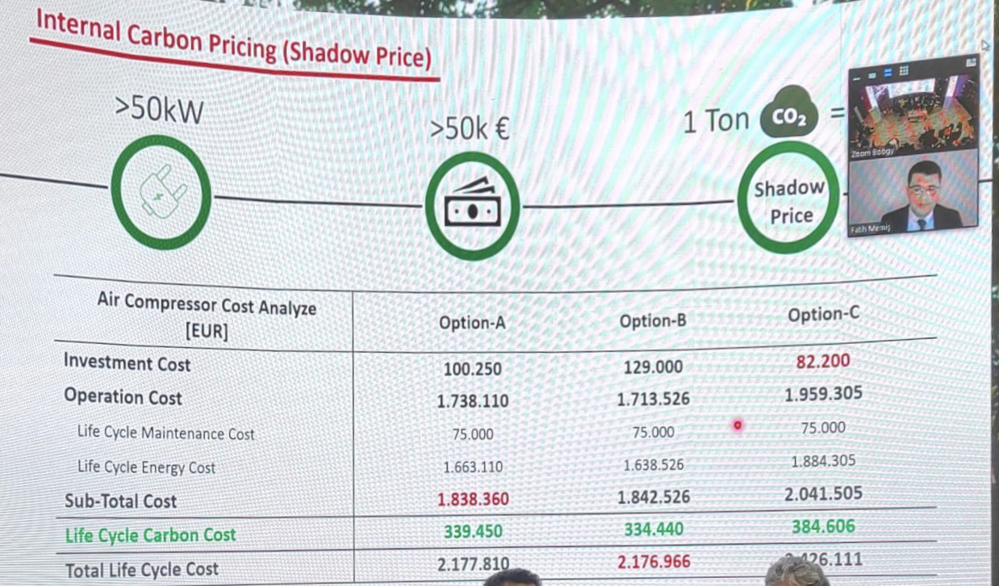 Internal Carbon Pricing (Shadow Price)
>50kW
>50k €
1 Ton CO₂ =
Shadow
Price
Zoom
Fatih Memiş
Air Compressor Cost Analyze
[EUR]
Option-A Option-B Option-C
Investment Cost 100.250 129.000 82.200
Operation Cost 1.738.110 1.713.526 1.959.305
Life Cycle Maintenance Cost 75.000 75.000 75.000
Life Cycle Energy Cost 1.663.110 1.638.526 1.884.305
Sub-Total Cost 1.838.360 1.842.526 2.041.505
Life Cycle Carbon Cost 339.450 334.440 384.606
Total Life Cycle Cost 2.177.810 2.176.966